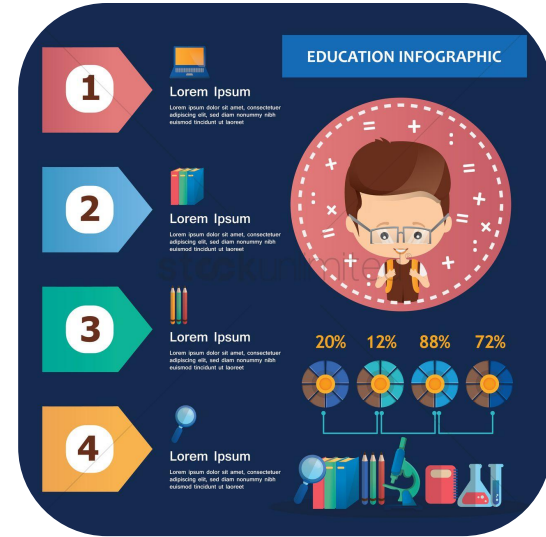 EDUCATION INFOGRAPHIC
1
Lorem Ipsum
Lorem ipsum dolor sit amet, consectetuer
adipiscing elit, sed diam nonummy nibh
euismod tincidunt ut laoreet
2
Lorem Ipsum
Lorem ipsum dolor sit amet, consectetuer
adipiscing elit, sed diam nonummy nibh
euismod tincidunt ut laoreet
3
Lorem Ipsum
Lorem ipsum dolor sit amet, consectetuer
adipiscing elit, sed diam nonummy nibh
euismod tincidunt ut laoreet
4
Lorem Ipsum
Lorem ipsum dolor sit amet, consectetuer
adipiscing elit, sed diam nonummy nibh
euismod tincidunt ut laoreet
20% 12% 88% 72%